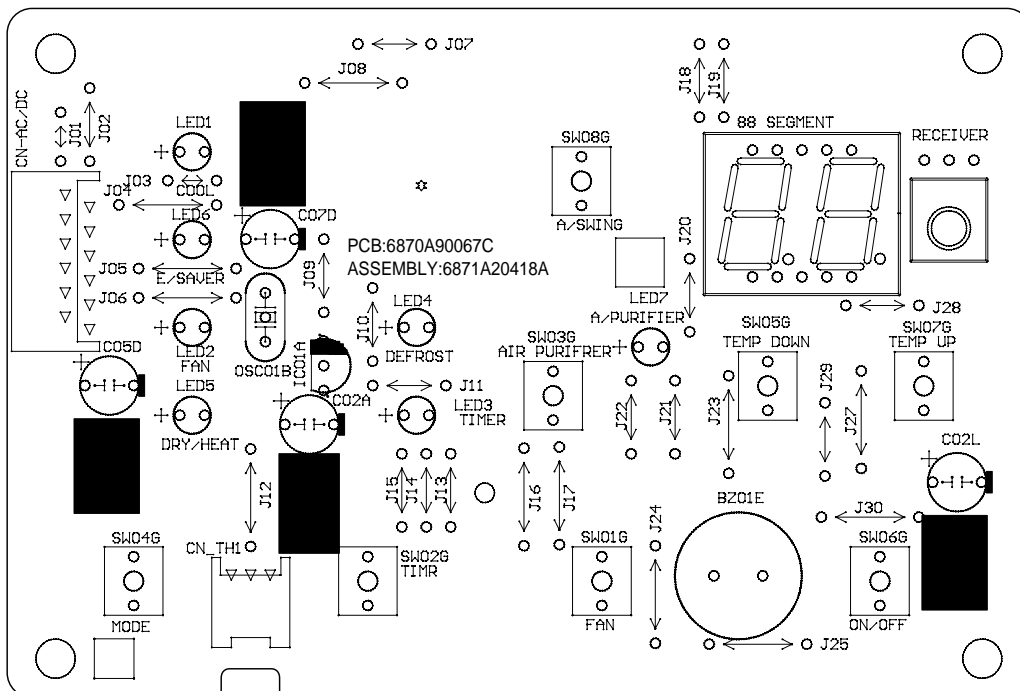 J07
J08
J18
J19
CN-AC/DC
J01
J02
LED1
SW08G
88 SEGMENT
RECEIVER
J03
COOL
J04
LED6
C07D
A/SWING
J20
PCB:6870A90067C
ASSEMBLY:6871A20418A
J05
E/SAVER
J09
J06
LED7
A/PURIFIER
LED4
J10
J28
SW03G
AIR PURIFRER
SW05G
TEMP DOWN
SW07G
TEMP UP
LED2
FAN
C05D
OSC01B
IC01A
DEFROST
J11
LED5
C02A
LED3
TIMER
J22
J21
J23
J29
J27
DRY/HEAT
C02L
J12
J15
J14
J13
J16
J17
BZ01E
J30
J24
SW04G
CN_TH1
SW02G
TIMR
SW01G
SW06G
MODE
FAN
ON/OFF
J25